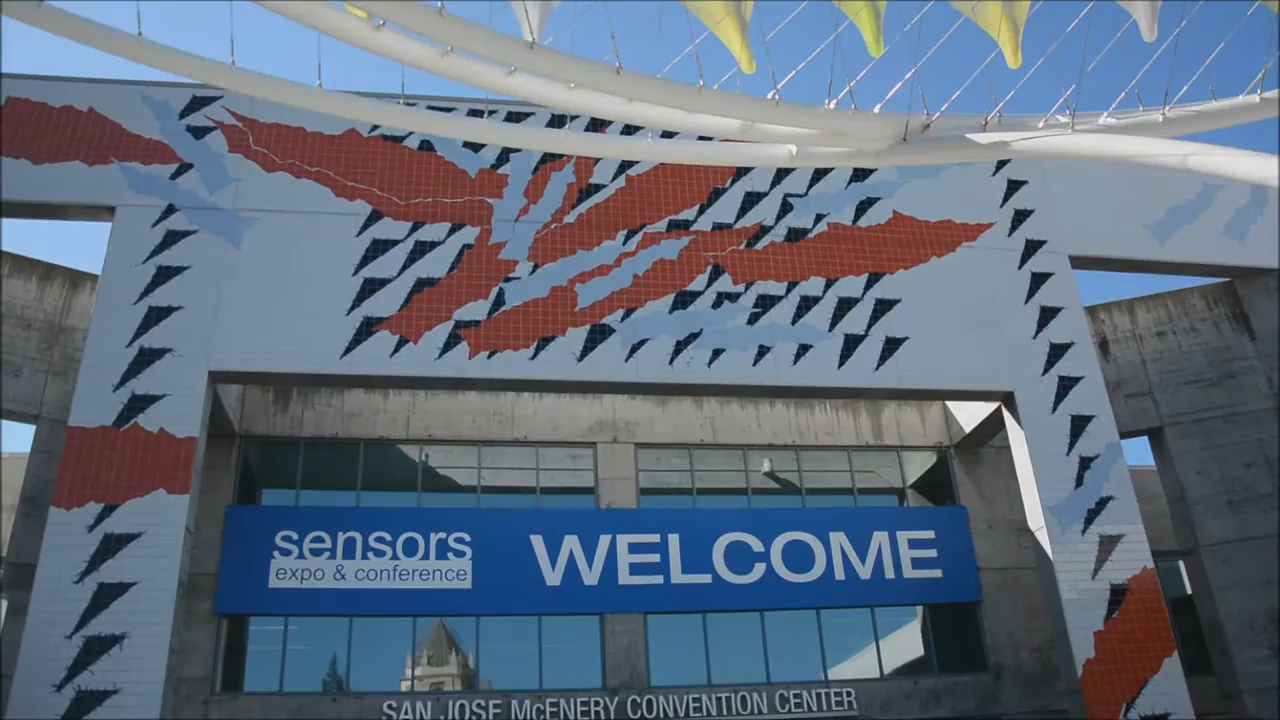 sensors
expo & conference
WELCOME
SAN JOSE McENERY CONVENTION CENTER